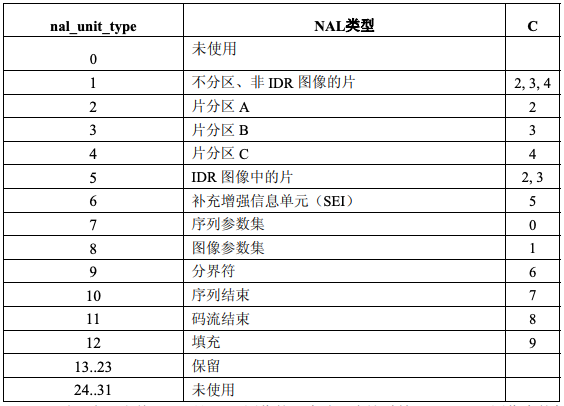 nal_unit_type NAL类型 C
0 未使用
1 不分区、非 IDR 图像的片 2, 3, 4
2 片分区 A 2
3 片分区 B 3
4 片分区 C 4
5 IDR 图像中的片 2, 3
6 补充增强信息单元（SEI） 5
7 序列参数集 0
8 图像参数集 1
9 分界符 6
10 序列结束 7
11 码流结束 8
12 填充 9
13..23 保留
24..31 未使用